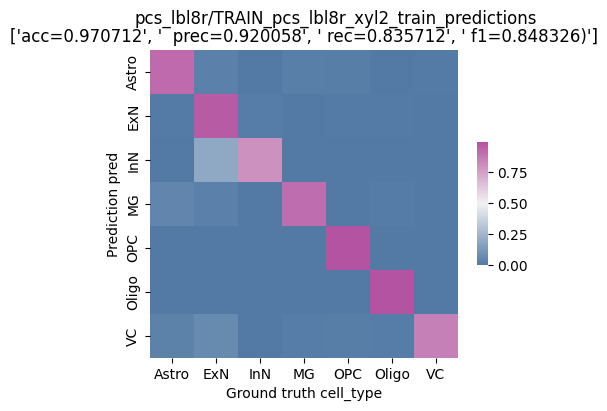 pcs_lbl8r/TRAIN_pcs_lbl8r_xyl2_train_predictions
['acc=0.970712', '  prec=0.920058', ' rec=0.835712', ' f1=0.848326)']
Astro
ExN
InN
MG
OPC
Oligo
VC
Prediction pred
0.75
0.50
0.25
0.00
Astro ExN InN MG OPC Oligo VC
Ground truth cell_type